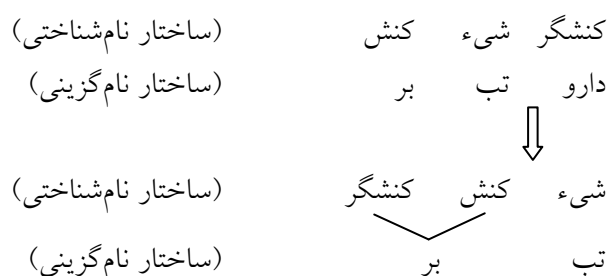 کنشگر شیء کنش (ساختار نام‌شناختی)
دارو تب بر (ساختار نام‌گزینی)
شیء کنش کنشگر (ساختار نام‌شناختی)
تب بر (ساختار نام‌گزینی)